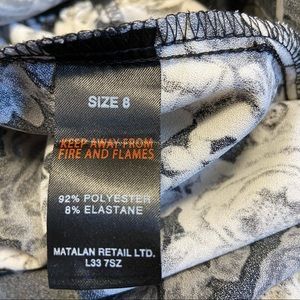 SIZE 8
KEEP AWAY FROM
FIRE AND FLAMES
92% POLYESTER
8% ELASTANE
MATALAN RETAIL LTD.
L33 7SZ